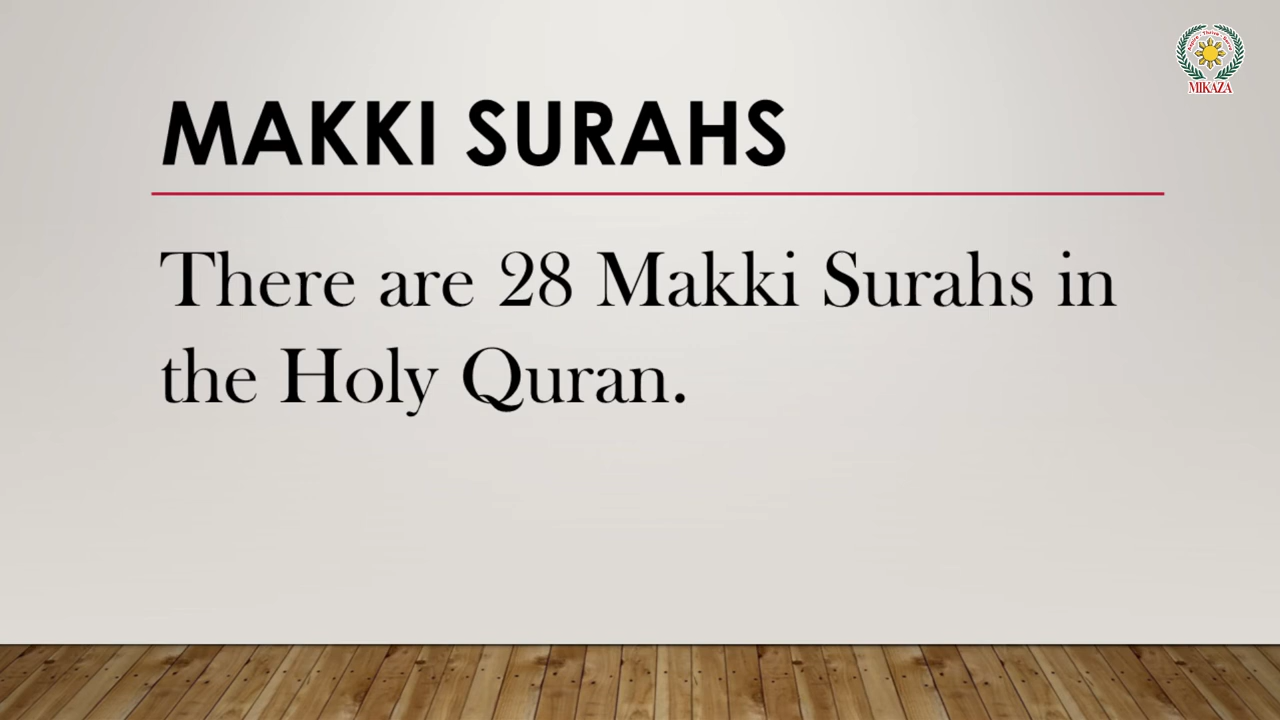 MIKAZA
MAKKI SURAHS
There are 28 Makki Surahs in
the Holy Quran.